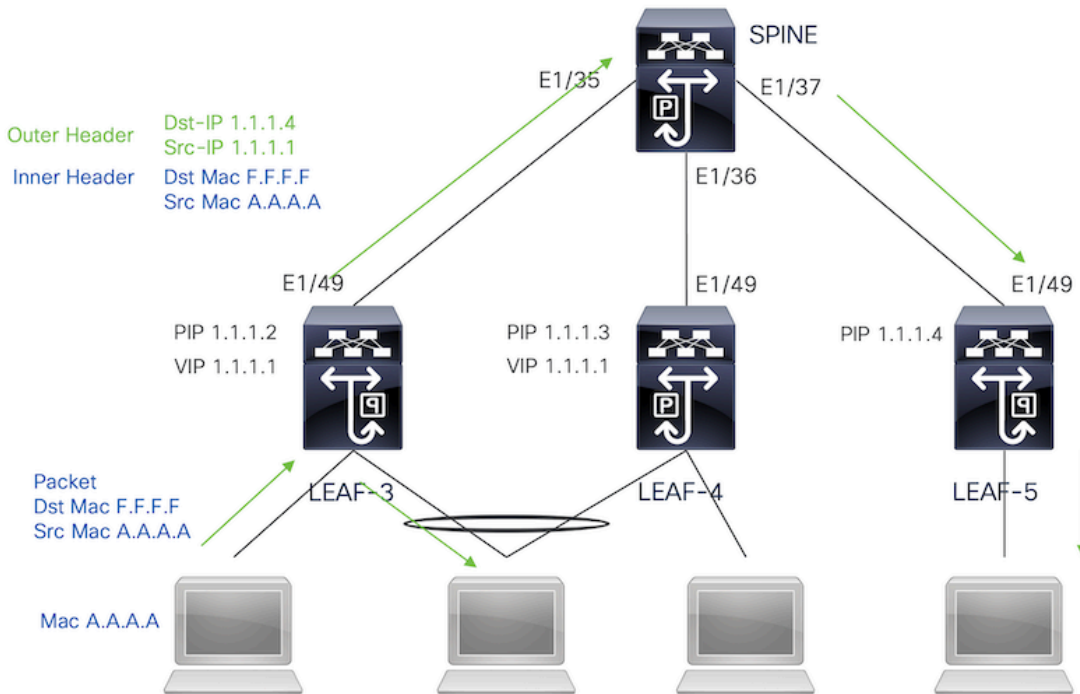 SPINE
E1/35
E1/37
Outer Header
Dst-IP 1.1.1.4
Src-IP 1.1.1.1
Inner Header
Dst Mac F.F.F.F
Src Mac A.A.A.A
E1/36
E1/49
E1/49
E1/49
PIP 1.1.1.2
VIP 1.1.1.1
PIP 1.1.1.3
VIP 1.1.1.1
PIP 1.1.1.4
Packet
Dst Mac F.F.F.F
Src Mac A.A.A.A
LEAF-3
LEAF-4
LEAF-5
Mac A.A.A.A